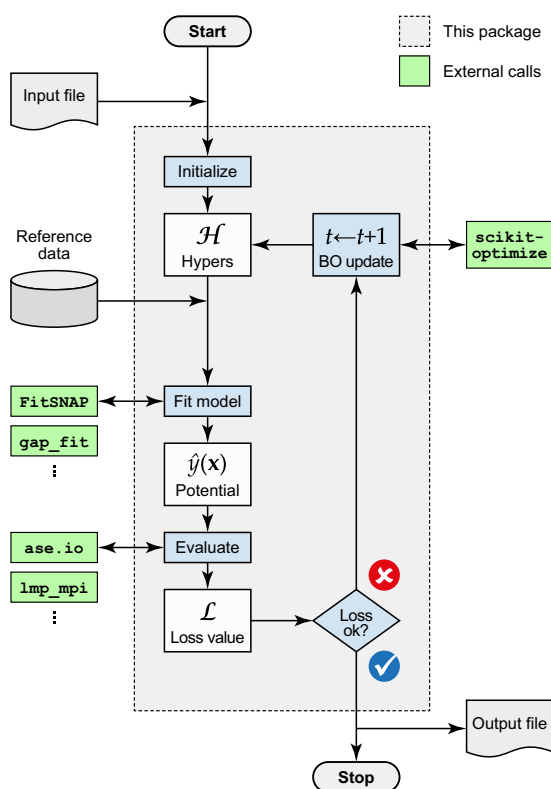 Start
This package
External calls
Input file
Initialize
ℋ
Hypers
t←t+1
BO update
scikit-
optimize
Reference
data
FitSNAP
gap_fit
⋮
Fit model
ŷ(x)
Potential
ase.io
lmp_mpi
⋮
Evaluate
ℒ
Loss value
Loss
ok?
Output file
Stop